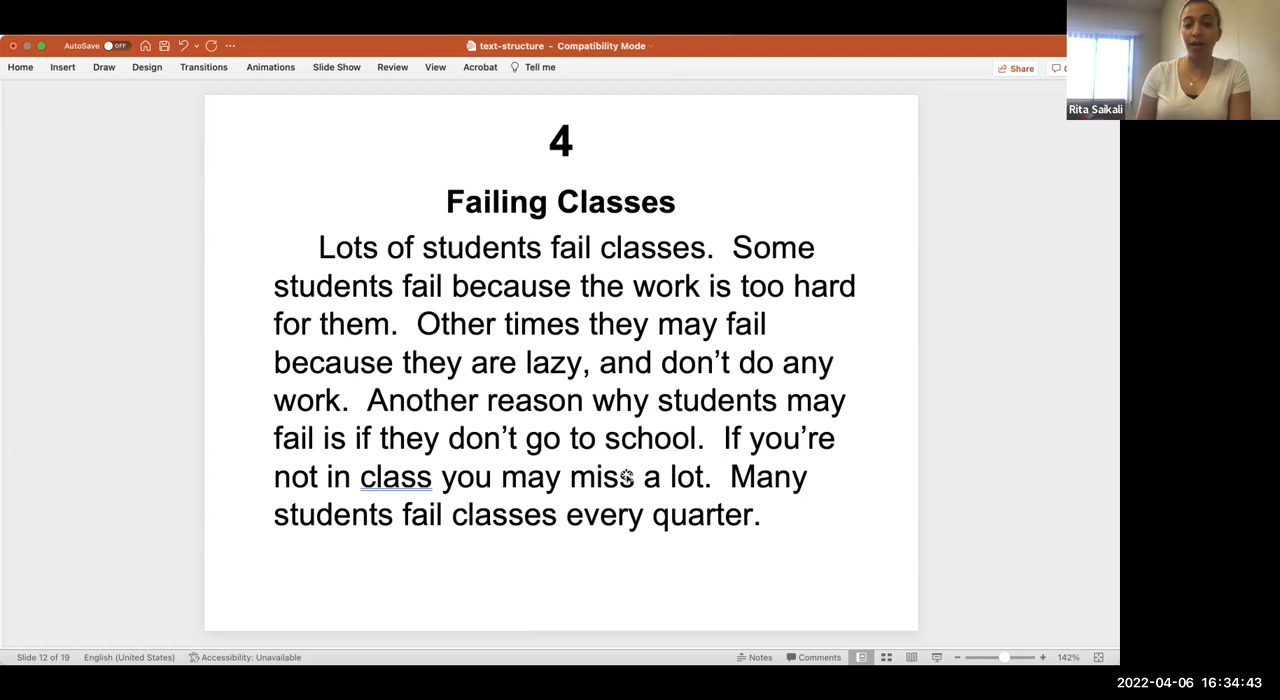 AutoSave OFF
text-structure - Compatibility Mode
Home Insert Draw Design Transitions Animations Slide Show Review View Acrobat Tell me
Share
Rita Saikali
4
Failing Classes
Lots of students fail classes. Some
students fail because the work is too hard
for them. Other times they may fail
because they are lazy, and don't do any
work. Another reason why students may
fail is if they don't go to school. If you're
not in class you may miss a lot. Many
students fail classes every quarter.
Slide 12 of 19 English (United States) Accessibility: Unavailable Notes Comments 142%
2022-04-06 16:34:43